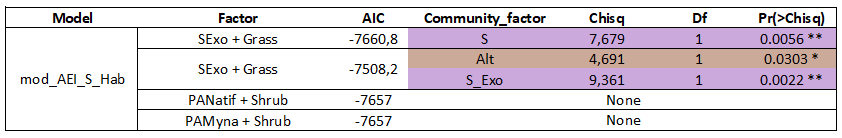 Model Factor AIC Community_factor Chisq Df Pr(>Chisq)
mod_AEI_S_Hab SExo + Grass -7660,8 S 7,679 1 0.0056 **
SExo + Grass -7508,2 Alt 4,691 1 0.0303 *
S_Exo 9,361 1 0.0022 **
PANatif + Shrub -7657 None
PAMyna + Shrub -7657 None